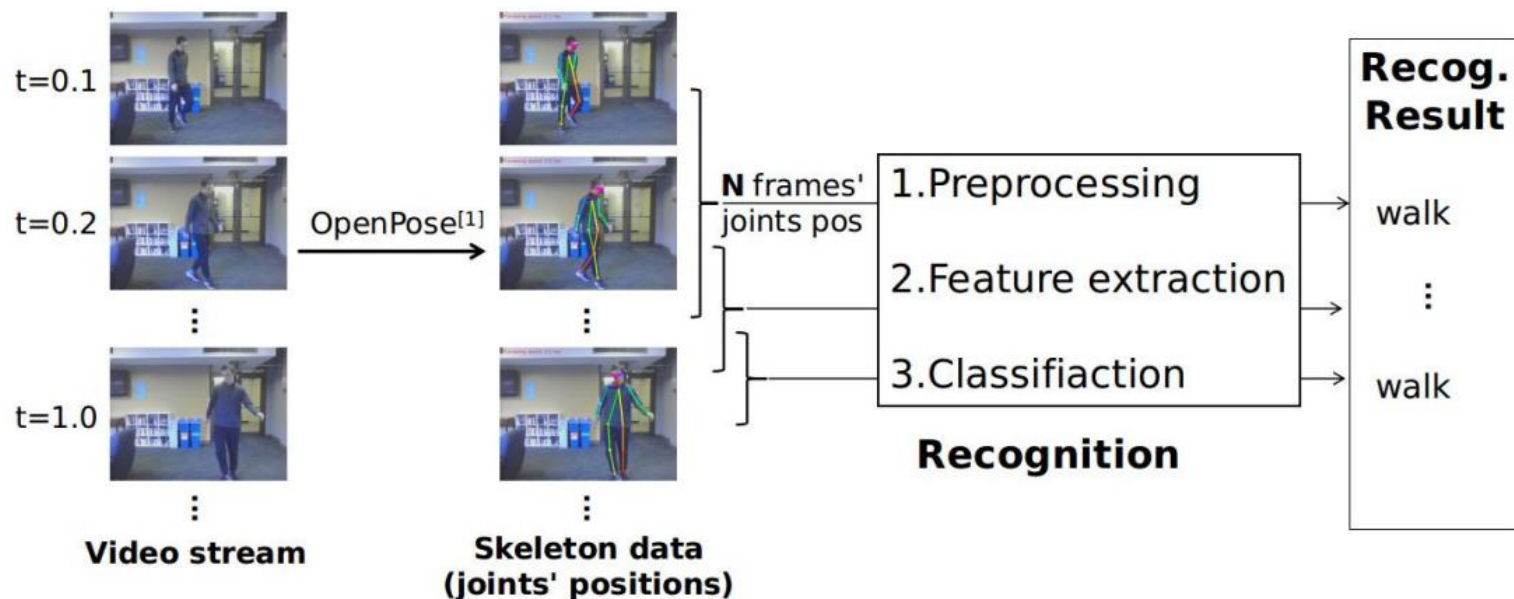 t=0.1
t=0.2
⋮
t=1.0
⋮
Video stream
OpenPose[1]
⋮
⋮
Skeleton data
(joints' positions)
N frames'
joints pos
1.Preprocessing
2.Feature extraction
3.Classifiaction
Recognition
Recog.
Result
walk
⋮
walk